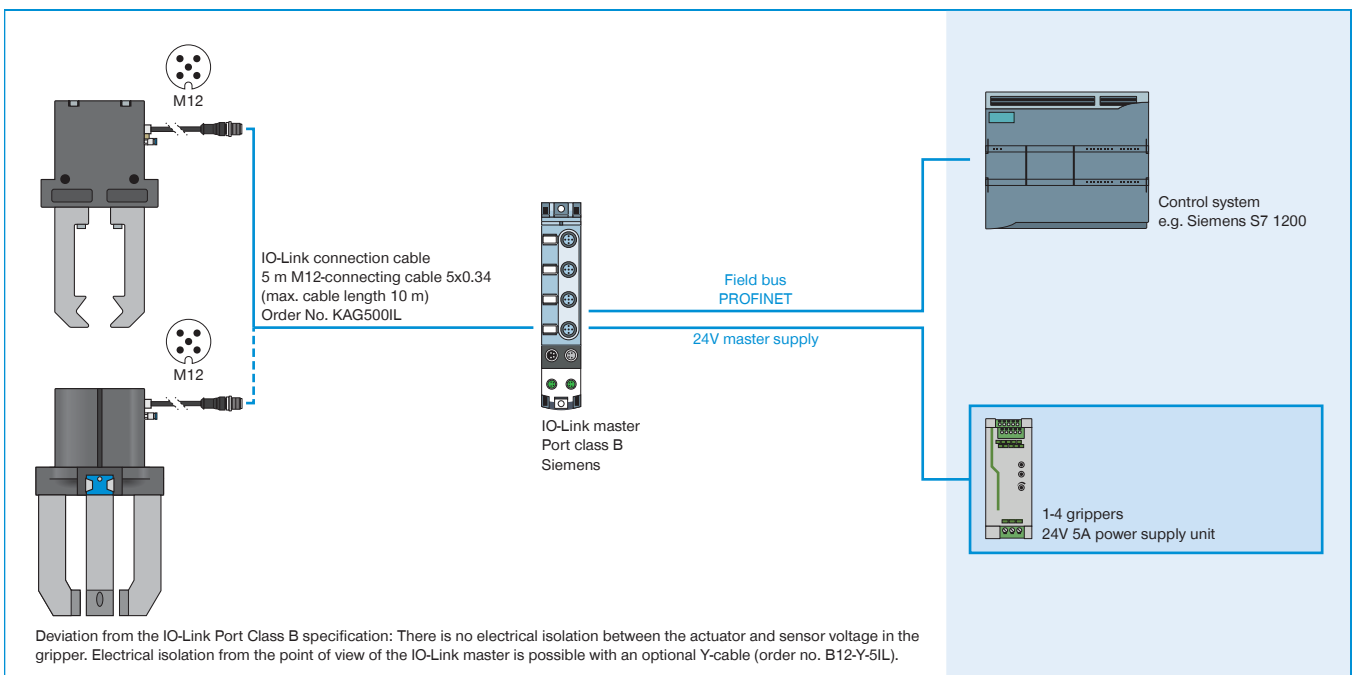 M12
Control system
e.g. Siemens S7 1200
IO-Link connection cable
5 m M12-connecting cable 5x0.34
(max. cable length 10 m)
Order No. KAG500IL
Field bus
PROFINET
24V master supply
M12
IO-Link master
Port class B
Siemens
1-4 grippers
24V 5A power supply unit
Deviation from the IO-Link Port Class B specification: There is no electrical isolation between the actuator and sensor voltage in the
gripper. Electrical isolation from the point of view of the IO-Link master is possible with an optional Y-cable (order no. B12-Y-5IL).